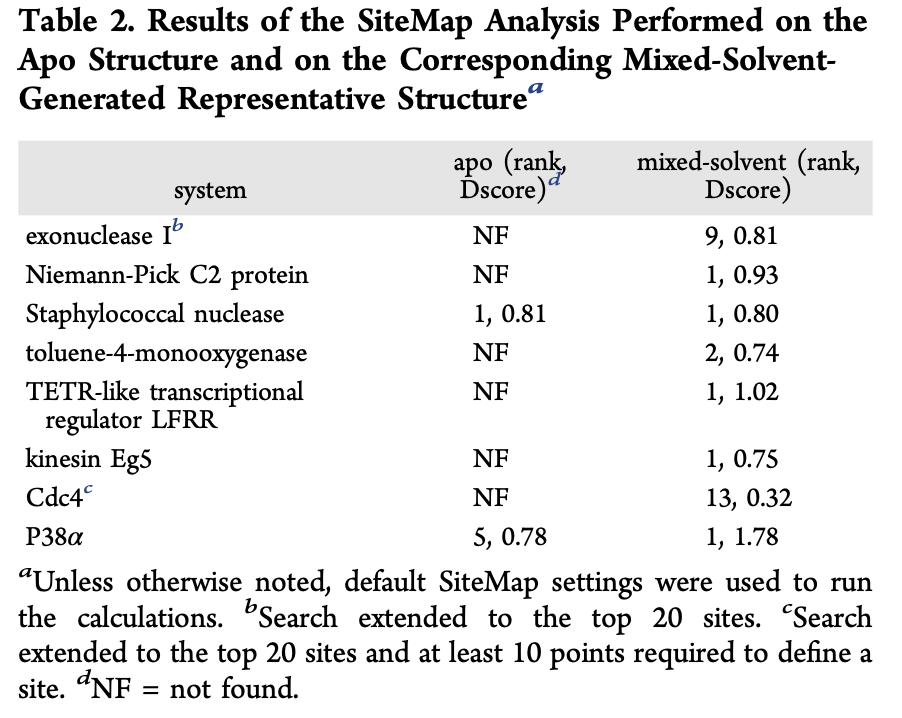 Table 2. Results of the SiteMap Analysis Performed on the
Apo Structure and on the Corresponding Mixed-Solvent-
Generated Representative Structure^a
system
apo (rank,
Dscore)^d
mixed-solvent (rank,
Dscore)
exonuclease I^b NF 9, 0.81
Niemann-Pick C2 protein NF 1, 0.93
Staphylococcal nuclease 1, 0.81 1, 0.80
toluene-4-monooxygenase NF 2, 0.74
TETR-like transcriptional NF 1, 1.02
regulator LFRR
kinesin Eg5 NF 1, 0.75
Cdc4^c NF 13, 0.32
P38α 5, 0.78 1, 1.78
^aUnless otherwise noted, default SiteMap settings were used to run
the calculations. ^bSearch extended to the top 20 sites. ^cSearch
extended to the top 20 sites and at least 10 points required to define a
site. ^dNF = not found.